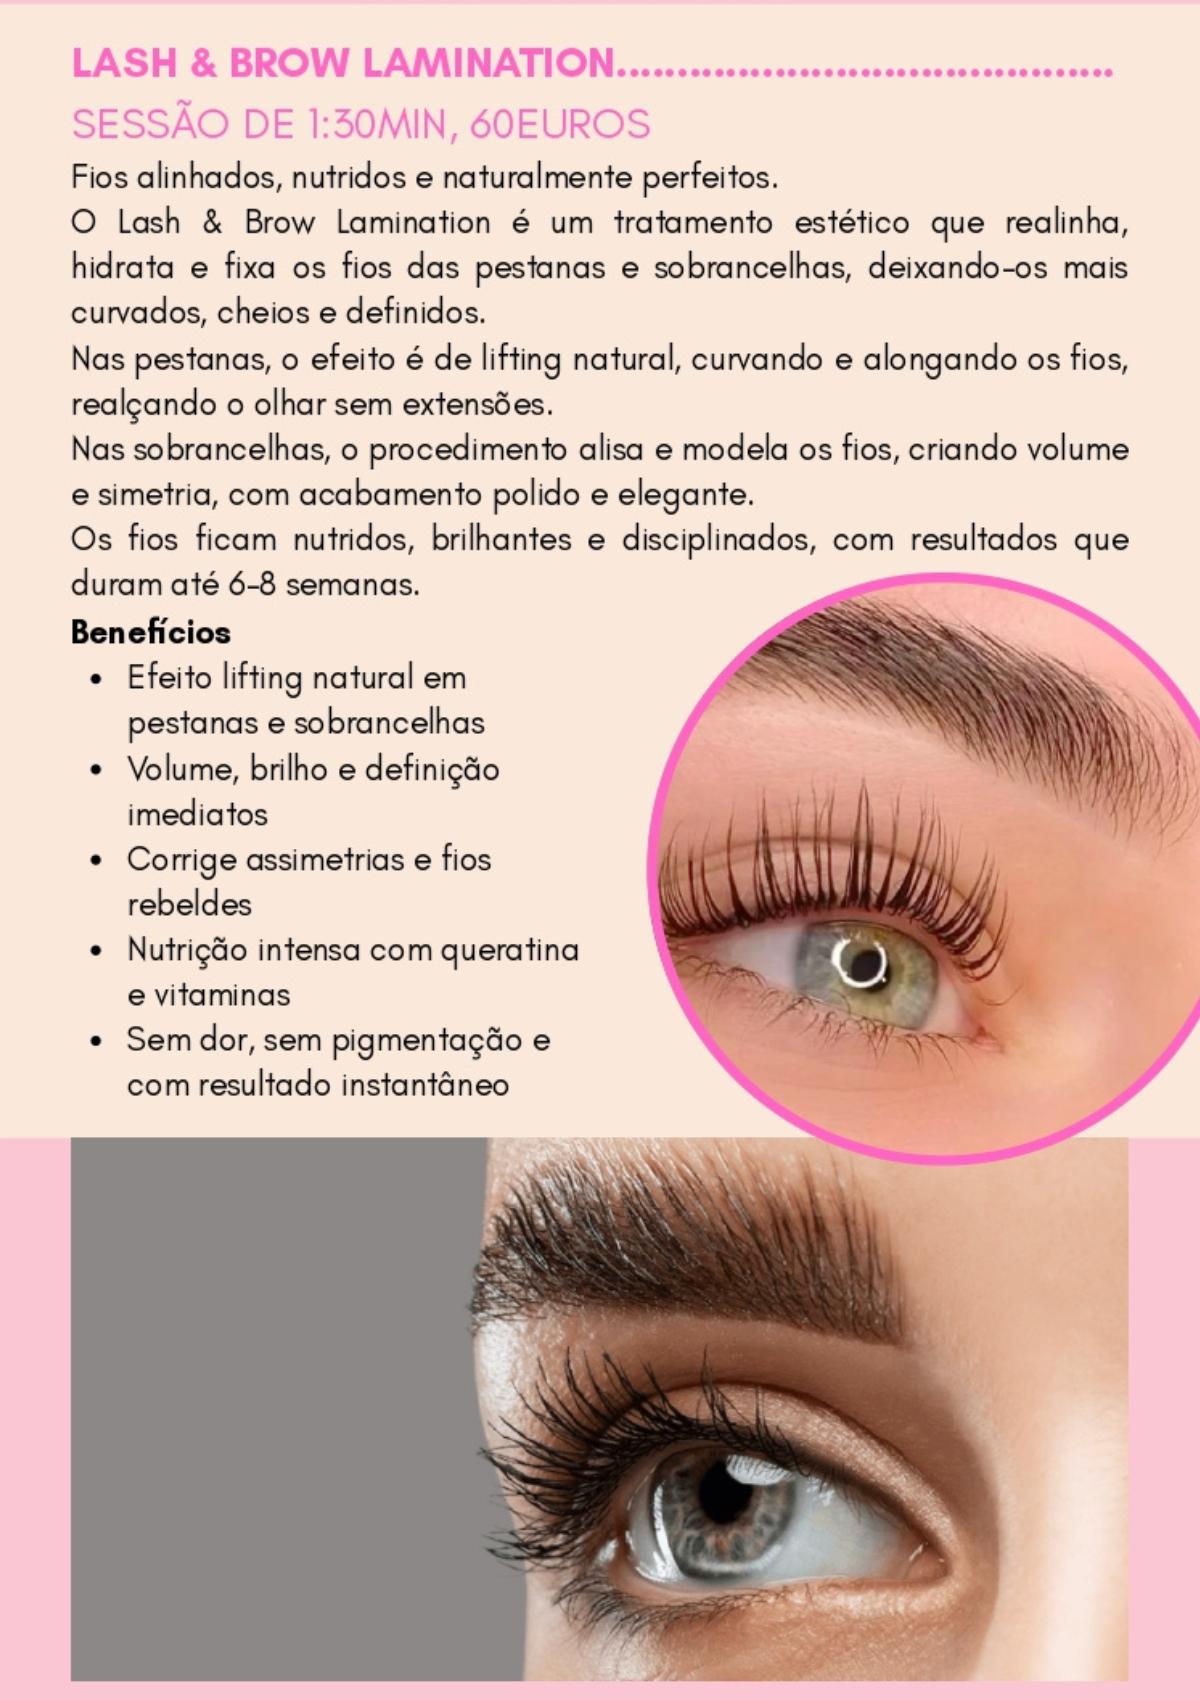 LASH & BROW LAMINATION.........................................
SESSÃO DE 1:30MIN, 60EUROS
Fios alinhados, nutridos e naturalmente perfeitos.
O Lash & Brow Lamination é um tratamento estético que realinha,
hidrata e fixa os fios das pestanas e sobrancelhas, deixando-os mais
curvados, cheios e definidos.
Nas pestanas, o efeito é de lifting natural, curvando e alongando os fios,
realçando o olhar sem extensões.
Nas sobrancelhas, o procedimento alisa e modela os fios, criando volume
e simetria, com acabamento polido e elegante.
Os fios ficam nutridos, brilhantes e disciplinados, com resultados que
duram até 6-8 semanas.
Benefícios
• Efeito lifting natural em
pestanas e sobrancelhas
• Volume, brilho e definição
imediatos
• Corrige assimetrias e fios
rebeldes
• Nutrição intensa com queratina
e vitaminas
• Sem dor, sem pigmentação e
com resultado instantâneo